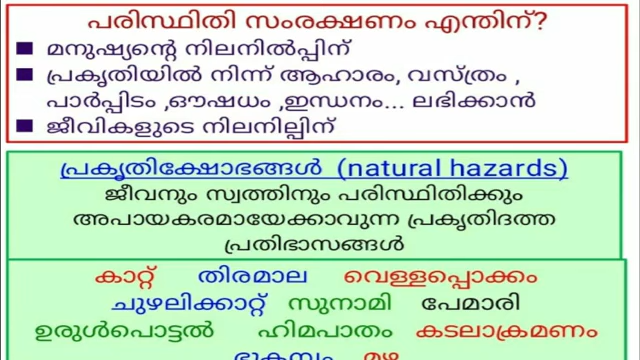 പരിസ്ഥിതി സംരക്ഷണം എന്തിന്?
■ മനുഷ്യന്റെ നിലനിൽപ്പിന്
■ പ്രകൃതിയിൽ നിന്ന് ആഹാരം, വസ്ത്രം ,
പാർപ്പിടം ,ഔഷധം ,ഇന്ധനം... ലഭിക്കാൻ
■ ജീവികളുടെ നിലനില്പിന്
പ്രകൃതിക്ഷോഭങ്ങൾ (natural hazards)
ജീവനും സ്വത്തിനും പരിസ്ഥിതിക്കും
അപായകരമായേക്കാവുന്ന പ്രകൃതിദത്ത
പ്രതിഭാസങ്ങൾ
കാറ്റ് തിരമാല വെള്ളപ്പൊക്കം
ചുഴലിക്കാറ്റ് സുനാമി പേമാരി
ഉരുൾപൊട്ടൽ ഹിമപാതം കടലാക്രമണം
ഭൂകമ്പം മഴ